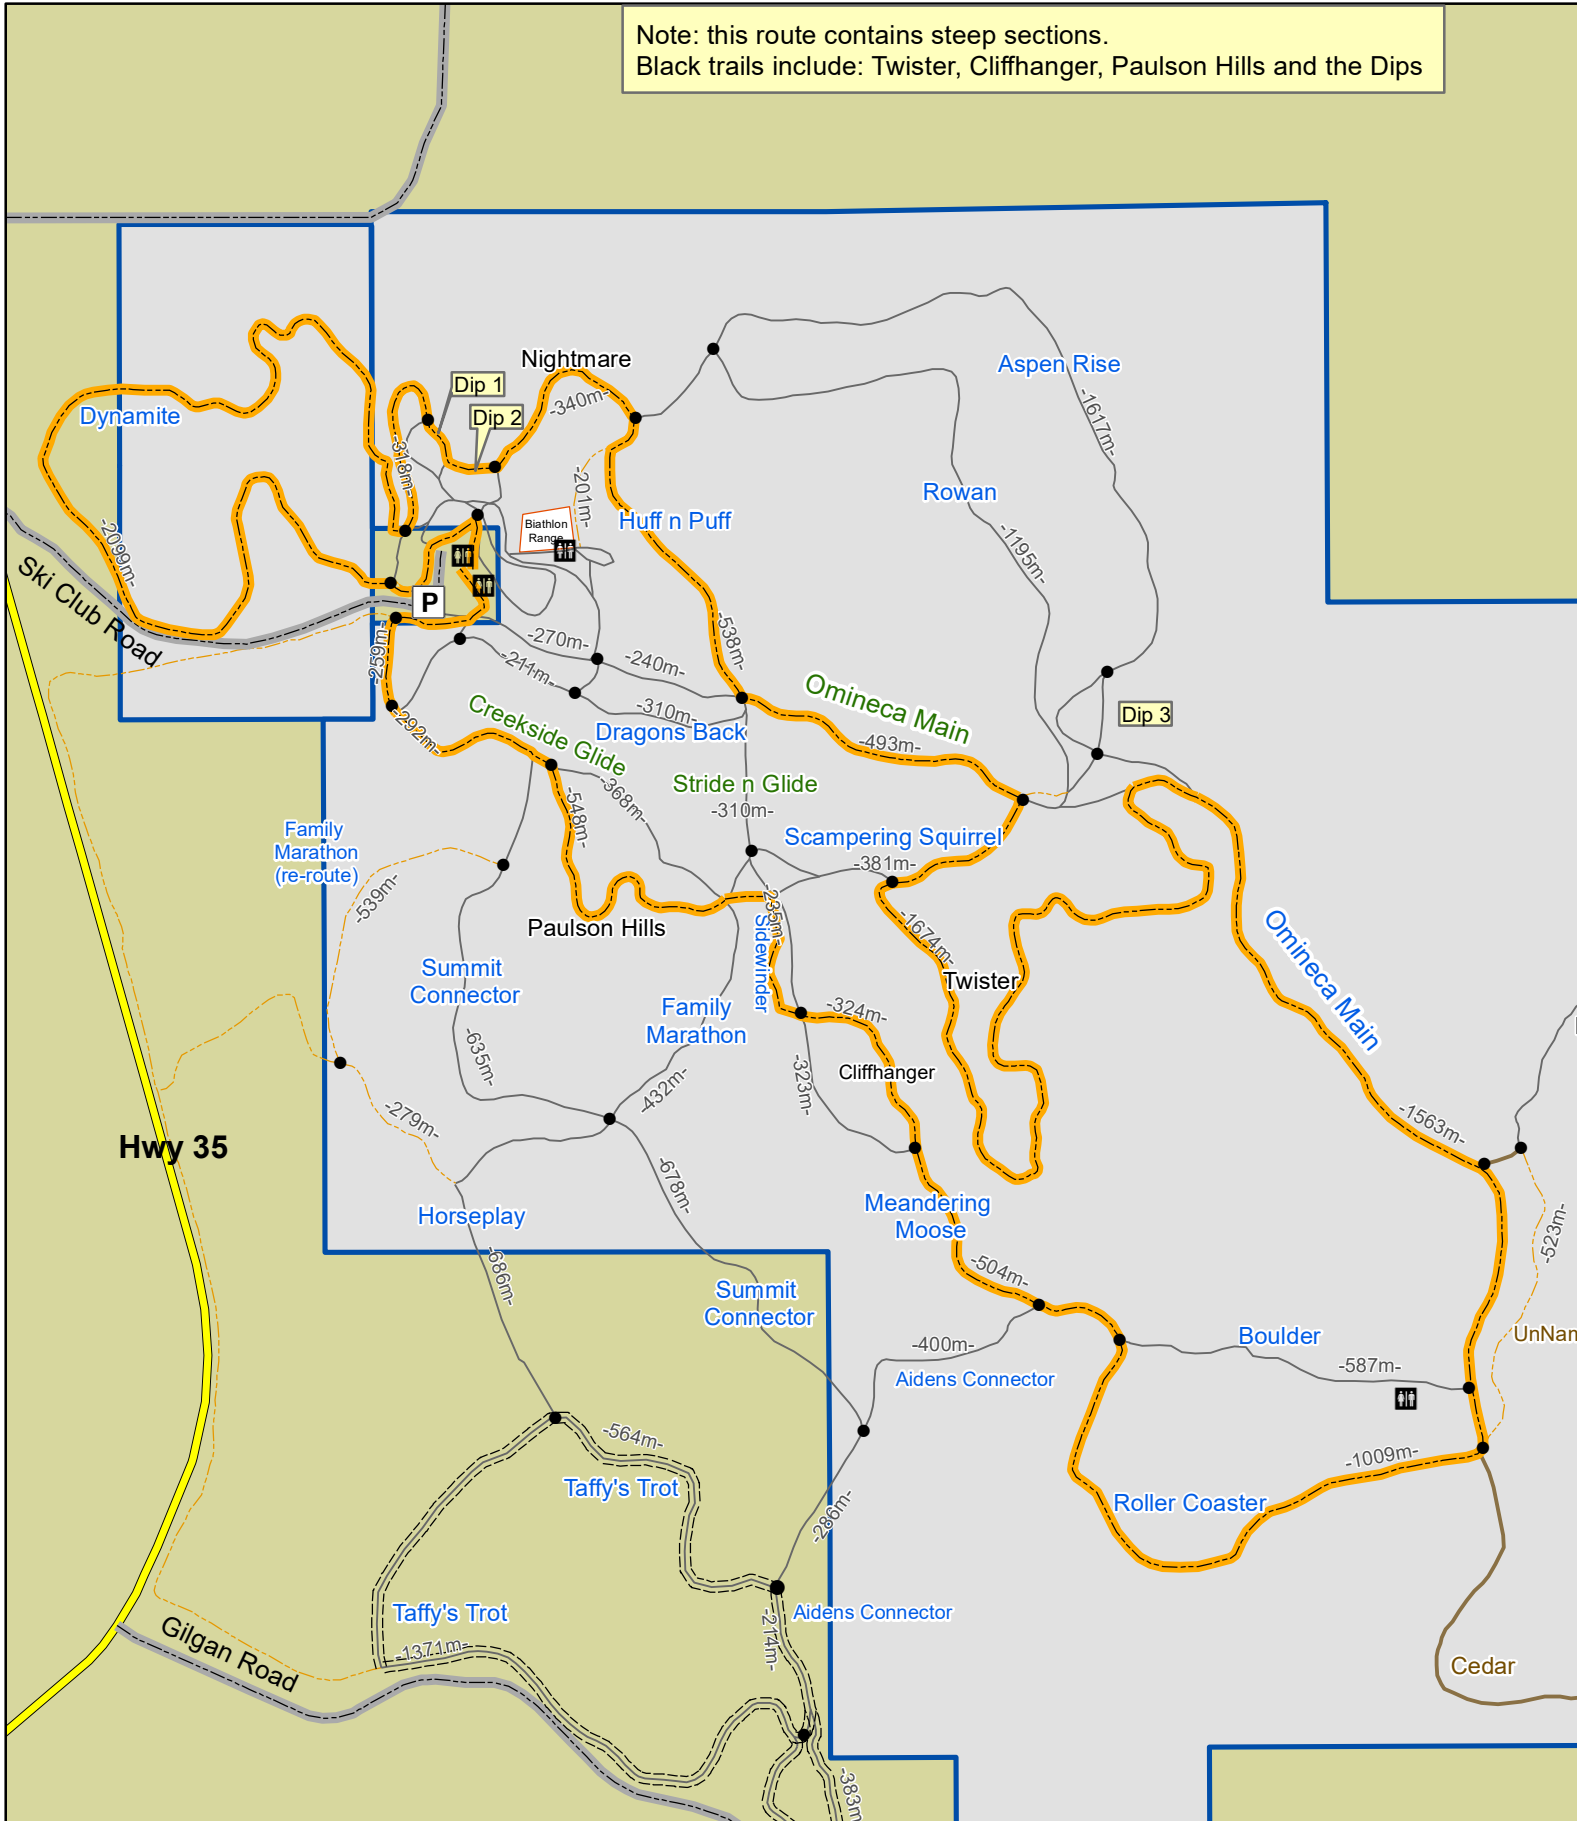 Note: this route contains steep sections.
Black trails include: Twister, Cliffhanger, Paulson Hills and the Dips
Nightmare
Dip 1
Dip 2
-340m-
Aspen Rise
-1617m-
Dynamite
-318m-
-201m-
Rowan
Biathlon
Range
Huff n Puff
-2099m-
-1195m-
Ski Club Road
P
-259m-
-270m-
-211m-
-240m-
-538m-
-310m-
-292m-
Creekside Glide
Dragons Back
Omineca Main
-493m-
Dip 3
-548m-
-368m-
Stride n Glide
-310m-
Family
Marathon
(re-route)
Scampering Squirrel
-381m-
-539m-
-235m-
Sidewinder
Paulson Hills
-1674m-
Twister
Omineca Main
Summit
Connector
Family
Marathon
-324m-
-635m-
-432m-
-323m-
Cliffhanger
-279m-
-1563m-
Hwy 35
-678m-
Meandering
Moose
Horseplay
-523m-
-686m-
-504m-
Summit
Connector
UnNam
Boulder
-400m-
-587m-
Aidens Connector
-564m-
-1009m-
Taffy's Trot
Roller Coaster
-286m-
Taffy's Trot
Aidens Connector
-214m-
Gilgan Road
-1371m-
Cedar
-383m